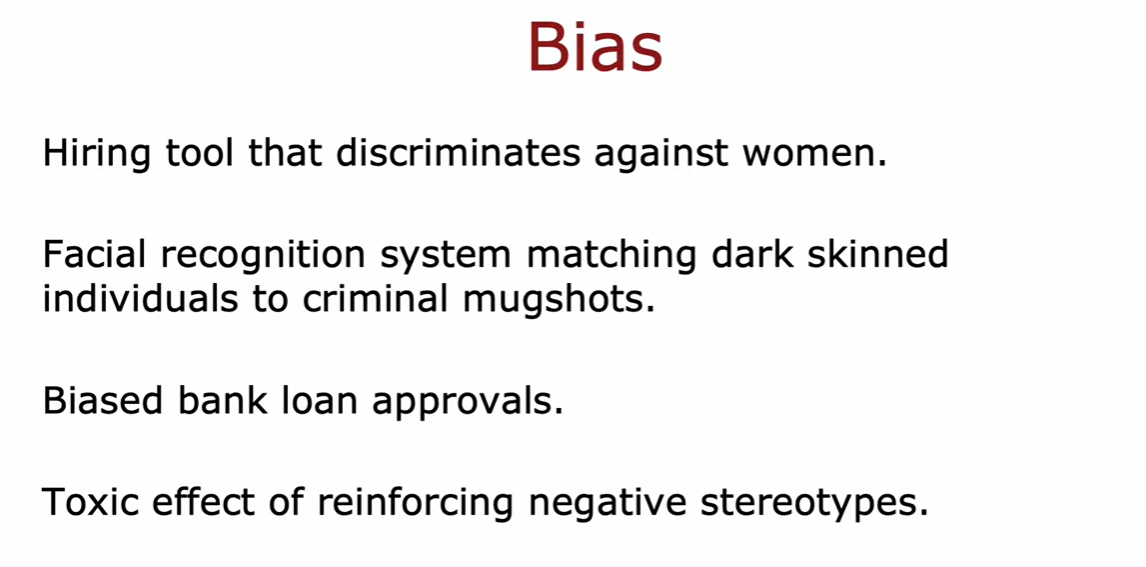 Bias
Hiring tool that discriminates against women.
Facial recognition system matching dark skinned
individuals to criminal mugshots.
Biased bank loan approvals.
Toxic effect of reinforcing negative stereotypes.